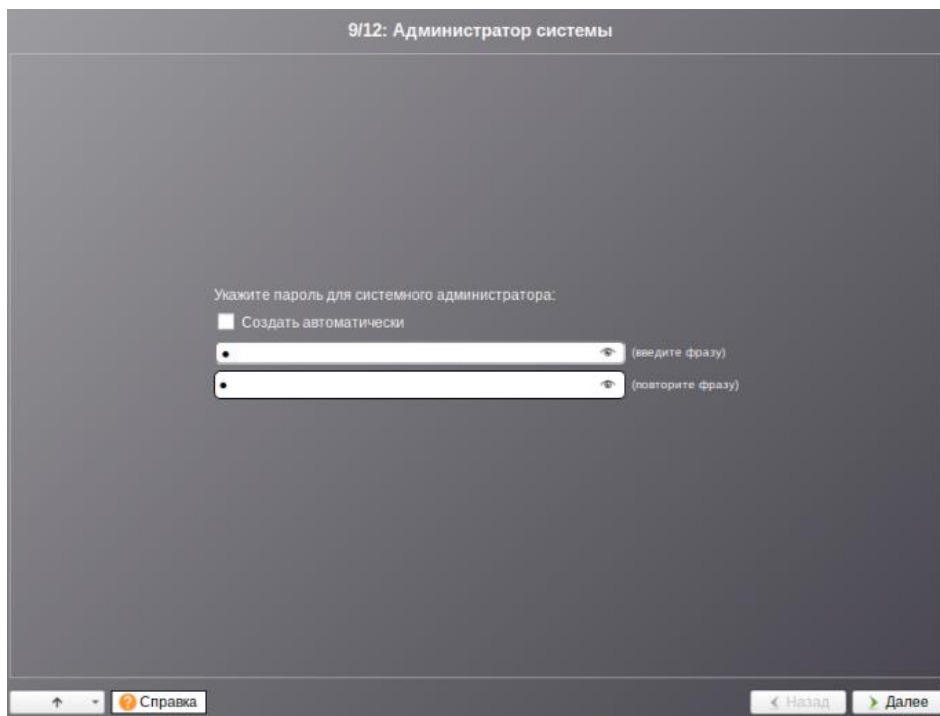 9/12: Администратор системы
Укажите пароль для системного администратора:
Создать автоматически
(введите фразу)
(повторите фразу)
Справка
Назад
Далее